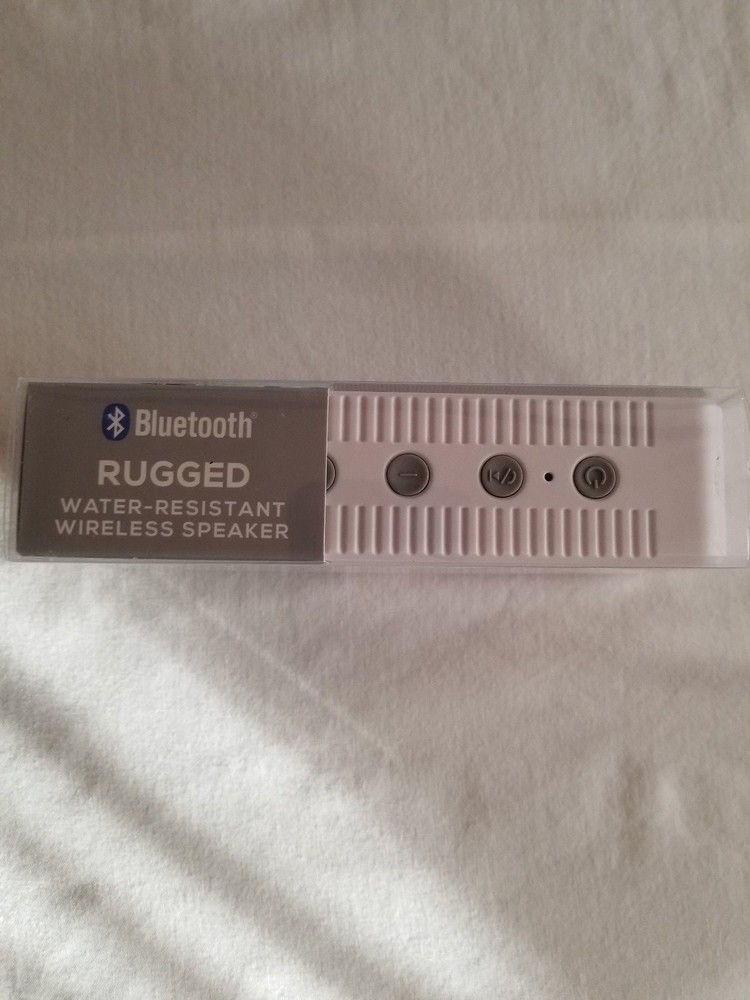 Bluetooth®
RUGGED
WATER-RESISTANT
WIRELESS SPEAKER